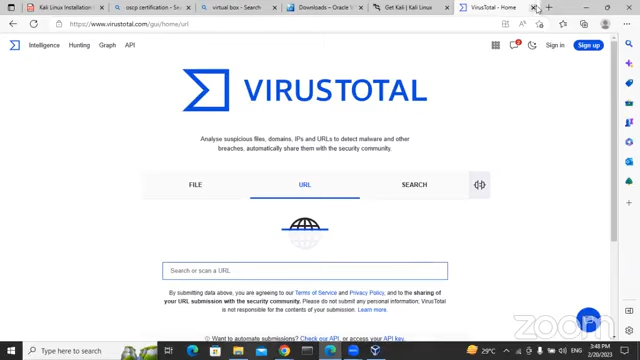 Kali Linux Installation
oscp certification - Se
virtual box - Search
Downloads – Oracle
Get Kali | Kali Linux
VirusTotal - Home
https://www.virustotal.com/gui/home/url
Intelligence
Hunting
Graph
API
Sign in
Sign up
VIRUSTOTAL
Analyse suspicious files, domains, IPs and URLs to detect malware and other
breaches, automatically share them with the security community.
FILE
URL
SEARCH
Search or scan a URL
By submitting data above, you are agreeing to our Terms of Service and Privacy Policy, and to the sharing of
your URL submission with the security community. Please do not submit any personal information; VirusTotal
is not responsible for the contents of your submission. Learn more.
Want to automate submissions? Check our API, or access your API key.
zoom
Type here to search
29°C
ENG
3:48 PM
2/20/2023